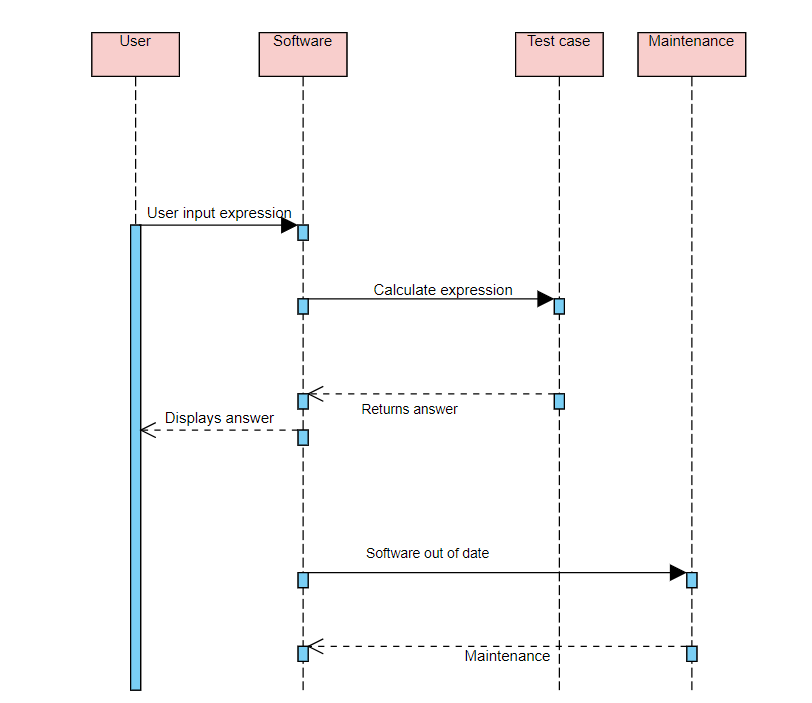 User
Software
Test case
Maintenance
User input expression
Calculate expression
Returns answer
Displays answer
Software out of date
Maintenance